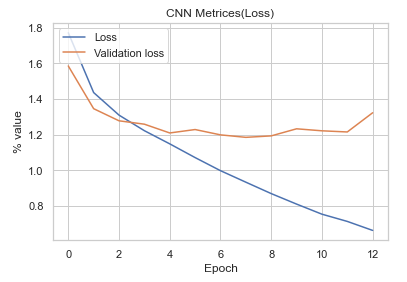 CNN Metrices(Loss)
Loss
Validation loss
% value
1.8
1.6
1.4
1.2
1.0
0.8
0 2 4 6 8 10 12
Epoch